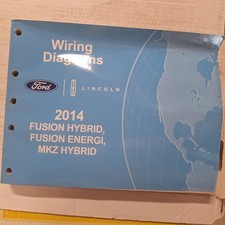 Wiring
Diagrams
Ford
LINCOLN
2014
FUSION HYBRID,
FUSION ENERGI,
MKZ HYBRID